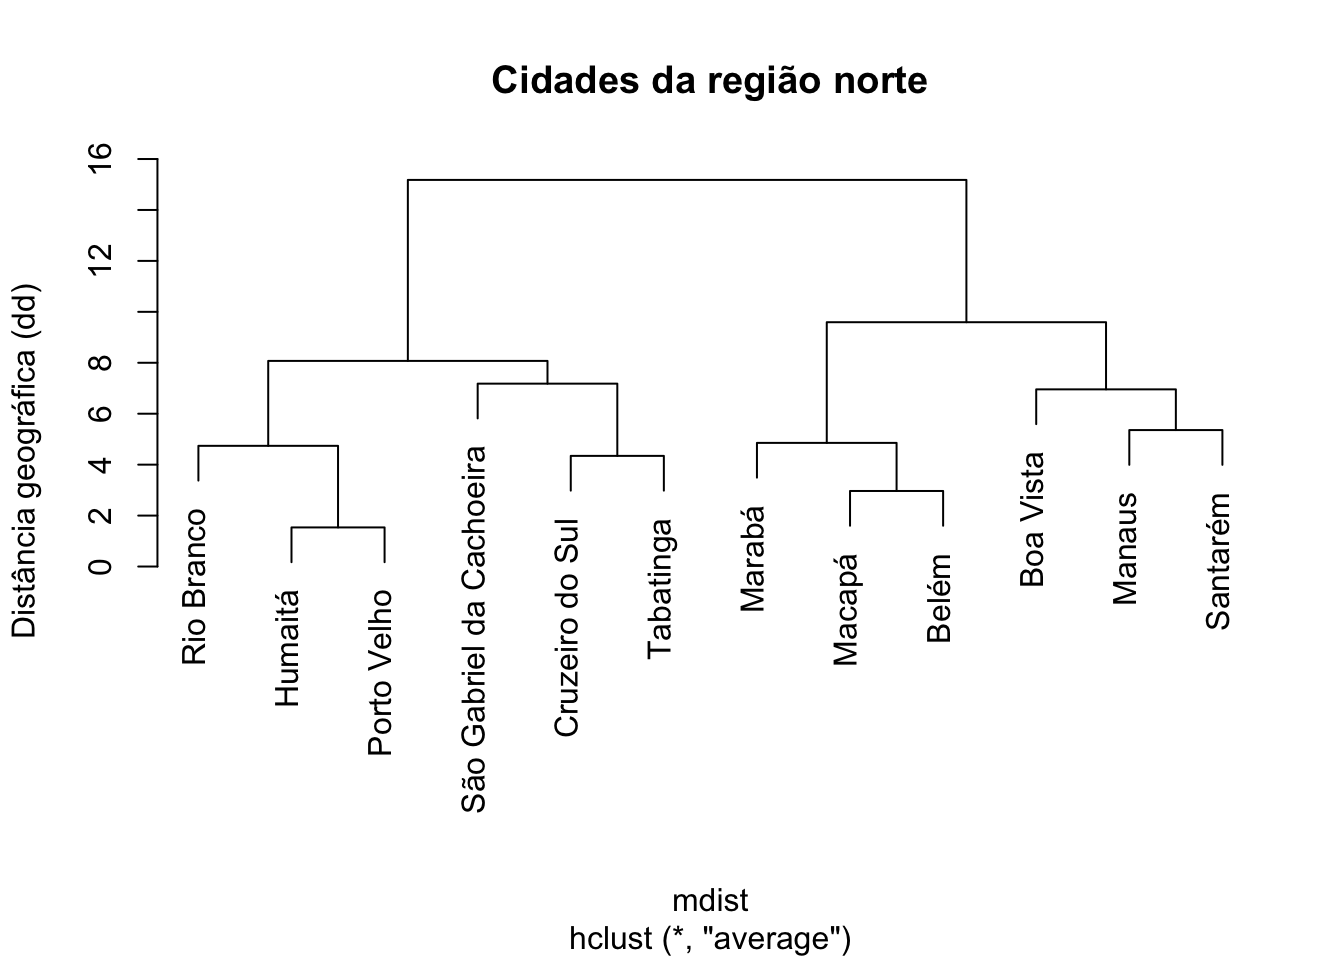 Cidades da região norte
Distância geográfica (dd)
16
12
8
6
4
2
0
Rio Branco
Humaitá
Porto Velho
São Gabriel da Cachoeira
Cruzeiro do Sul
Tabatinga
Marabá
Macapá
Belém
Boa Vista
Manaus
Santarém
mdist
hclust (*, "average")